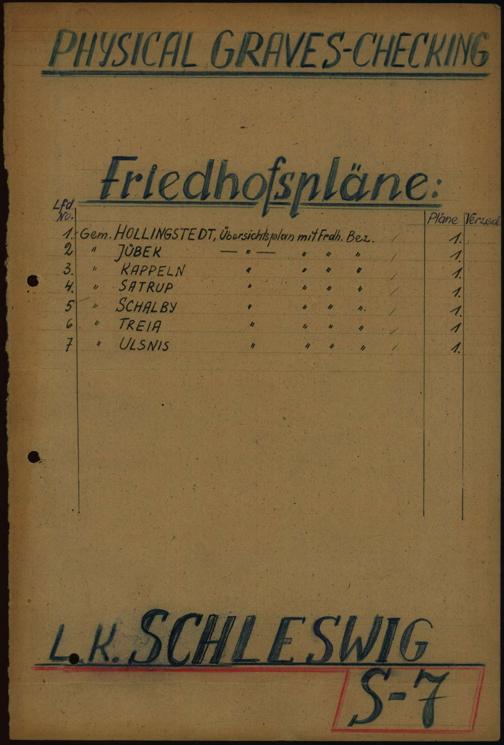 PHYSICAL GRAVES-CHECKING
Friedhofspläne:
Lfd. No. Pläne Verzed.
1. Gem. HOLLINGSTEDT, Übersichtsplan mit Frdh. Bez. 1.
2 " JÜBEK — " — " " " 1.
3. " KAPPELN " " " " 1.
4. " SATRUP " " " " 1.
5 " SCHALBY " " " " 1
6 " TREIA " " " " 1
7 " ULSNIS " " " " 1.
L.K. SCHLESWIG
S-7